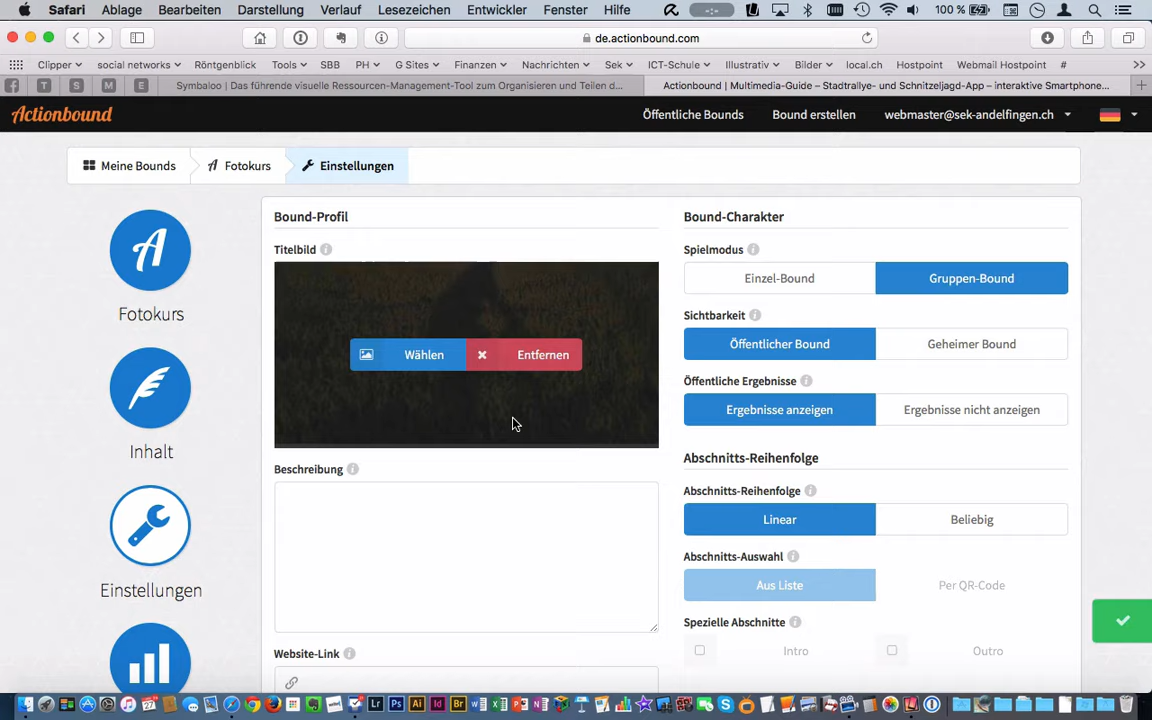 Safari Ablage Bearbeiten Darstellung Verlauf Lesezeichen Entwickler Fenster Hilfe 100 %
de.actionbound.com
Clipper social networks Röntgenblick Tools SBB PH G Sites Finanzen Nachrichten Sek ICT-Schule Illustrativ Bilder local.ch Hostpoint Webmail Hostpoint # >>
Symbaloo | Das führende visuelle Ressourcen-Management-Tool zum Organisieren und Teilen d... Actionbound | Multimedia-Guide – Stadtrallye- und Schnitzeljagd-App – interaktive Smartphone...
Actionbound Öffentliche Bounds Bound erstellen webmaster@sek-andelfingen.ch
Meine Bounds Fotokurs Einstellungen
Bound-Profil
Titelbild
Wählen Entfernen
Beschreibung
Website-Link
Bound-Charakter
Spielmodus
Einzel-Bound Gruppen-Bound
Sichtbarkeit
Öffentlicher Bound Geheimer Bound
Öffentliche Ergebnisse
Ergebnisse anzeigen Ergebnisse nicht anzeigen
Abschnitts-Reihenfolge
Abschnitts-Reihenfolge
Linear Beliebig
Abschnitts-Auswahl
Aus Liste Per QR-Code
Spezielle Abschnitte
Intro Outro
Fotokurs
Inhalt
Einstellungen